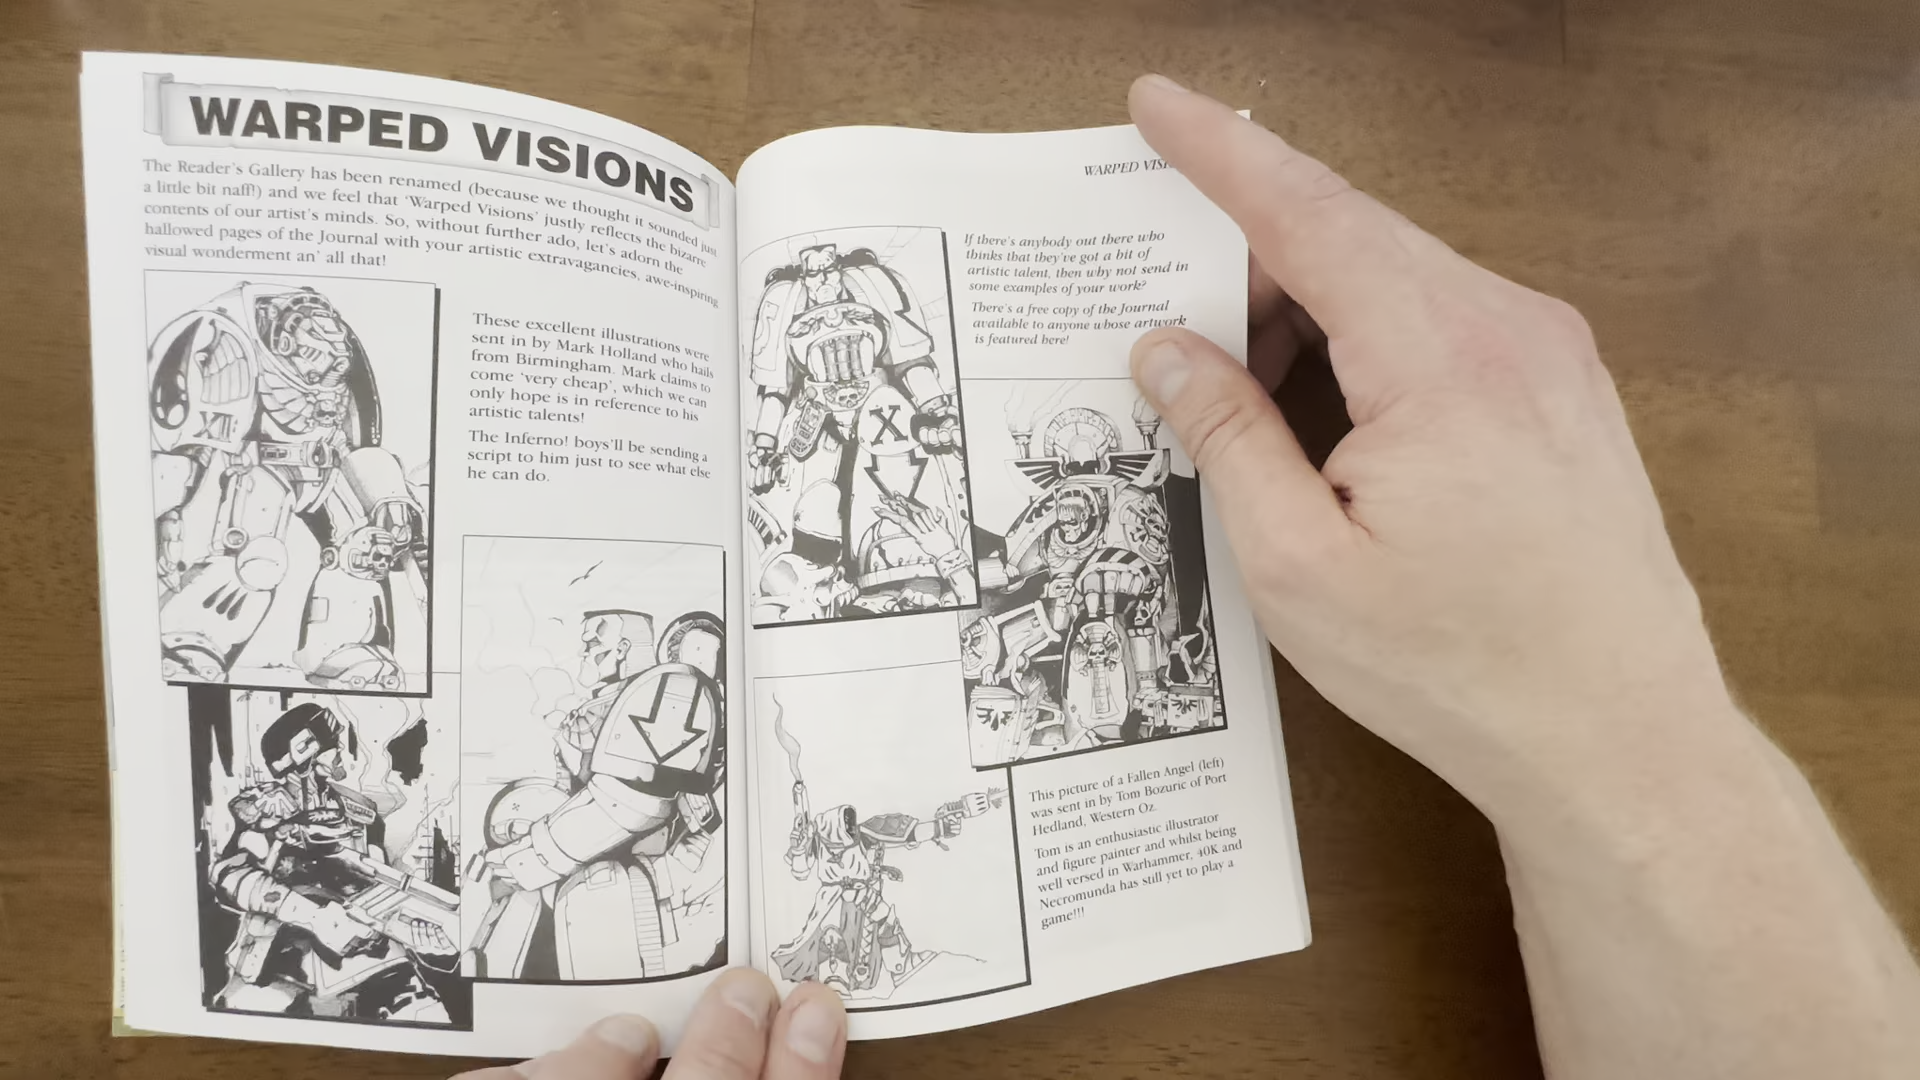 WARPED VISIONS
The Reader's Gallery has been renamed (because we thought it sounded just
a little bit naff!) and we feel that 'Warped Visions' justly reflects the bizarre
contents of our artist's minds. So, without further ado, let's adorn the
hallowed pages of the Journal with your artistic extravagancies, awe-inspiring
visual wonderment an' all that!
These excellent illustrations were
sent in by Mark Holland who hails
from Birmingham. Mark claims to
come 'very cheap', which we can
only hope is in reference to his
artistic talents!
The Inferno! boys'll be sending a
script to him just to see what else
he can do.
XII
WARPED
If there's anybody out there who
thinks that they've got a bit of
artistic talent, then why not send in
some examples of your work?
There's a free copy of the Journal
available to anyone whose artwork
is featured here!
X
This picture of a Fallen Angel (left)
was sent in by Tom Bozuric of Port
Hedland, Western Oz.
Tom is an enthusiastic illustrator
and figure painter and whilst being
well versed in Warhammer, 40K and
Necromunda has still yet to play a
game!!!